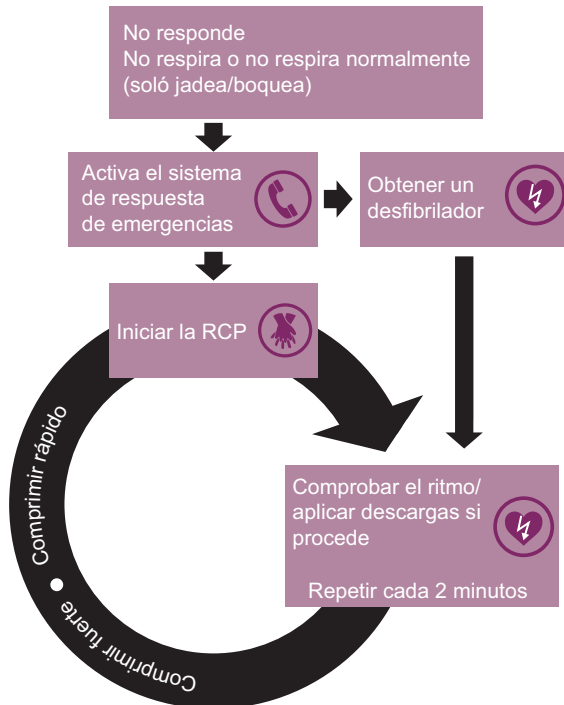 No responde
No respira o no respira normalmente
(soló jadea/boquea)
Activa el sistema
de respuesta
de emergencias
Obtener un
desfibrilador
Iniciar la RCP
Comprobar el ritmo/
aplicar descargas si
procede
Repetir cada 2 minutos
Comprimir fuerte • Comprimir rápido